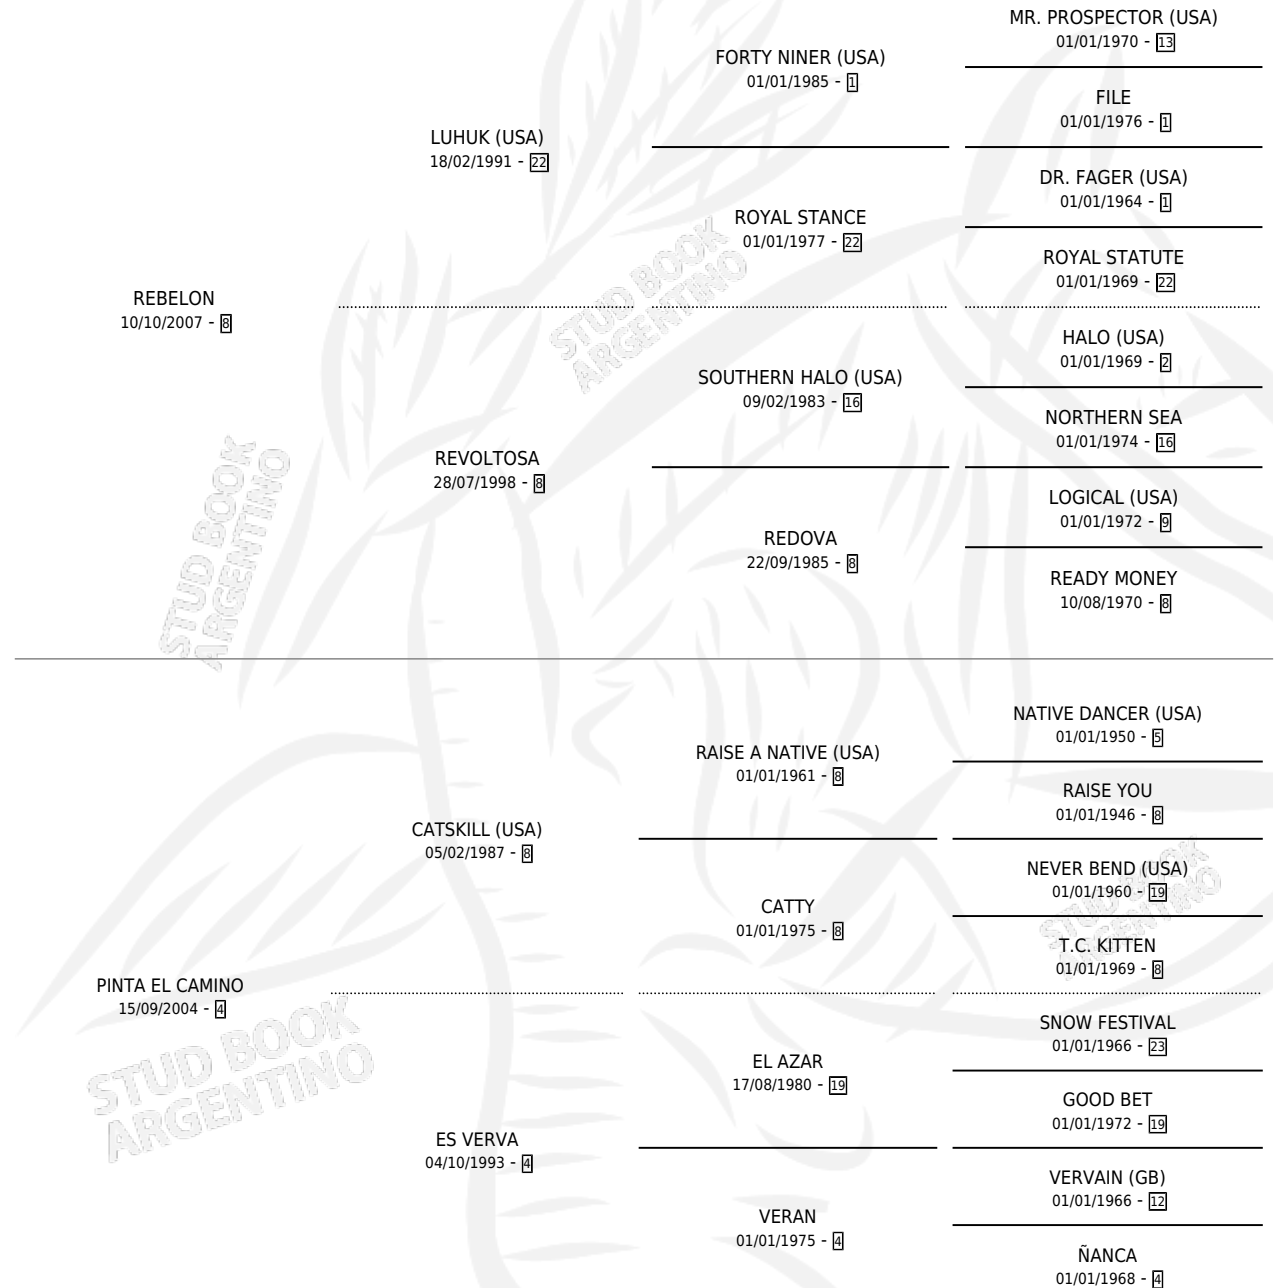 MR. PROSPECTOR (USA)
01/01/1970 - 13
FORTY NINER (USA)
01/01/1985 - 1
FILE
01/01/1976 - 1
LUHUK (USA)
18/02/1991 - 22
DR. FAGER (USA)
01/01/1964 - 1
ROYAL STANCE
01/01/1977 - 22
ROYAL STATUTE
01/01/1969 - 22
REBELON
10/10/2007 - 8
HALO (USA)
01/01/1969 - 2
SOUTHERN HALO (USA)
09/02/1983 - 16
NORTHERN SEA
01/01/1974 - 16
REVOLTOSA
28/07/1998 - 8
LOGICAL (USA)
01/01/1972 - 9
REDOVA
22/09/1985 - 8
READY MONEY
10/08/1970 - 8
NATIVE DANCER (USA)
01/01/1950 - 5
RAISE A NATIVE (USA)
01/01/1961 - 8
RAISE YOU
01/01/1946 - 8
CATSKILL (USA)
05/02/1987 - 8
NEVER BEND (USA)
01/01/1960 - 19
CATTY
01/01/1975 - 8
T.C. KITTEN
01/01/1969 - 8
PINTA EL CAMINO
15/09/2004 - 4
SNOW FESTIVAL
01/01/1966 - 23
EL AZAR
17/08/1980 - 19
GOOD BET
01/01/1972 - 19
ES VERVA
04/10/1993 - 4
VERVAIN (GB)
01/01/1966 - 12
VERAN
01/01/1975 - 4
ÑANCA
01/01/1968 - 4
STUD BOOK
ARGENTINO
STUD BOOK
ARGENTINO
STUD BOOK
ARGENTINO
STUD BOOK
ARGENTINO